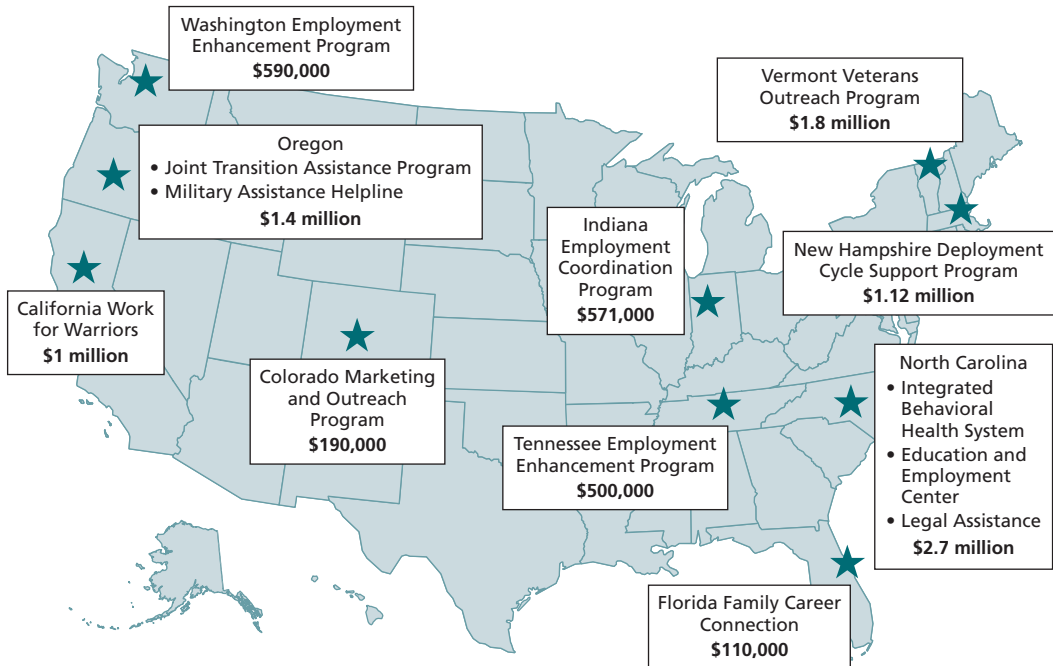 Washington Employment
Enhancement Program
$590,000
Vermont Veterans
Outreach Program
$1.8 million
Oregon
• Joint Transition Assistance Program
• Military Assistance Helpline
$1.4 million
Indiana
Employment
Coordination
Program
$571,000
New Hampshire Deployment
Cycle Support Program
$1.12 million
California Work
for Warriors
$1 million
Colorado Marketing
and Outreach
Program
$190,000
North Carolina
• Integrated
Behavioral
Health System
• Education and
Employment
Center
• Legal Assistance
$2.7 million
Tennessee Employment
Enhancement Program
$500,000
Florida Family Career
Connection
$110,000